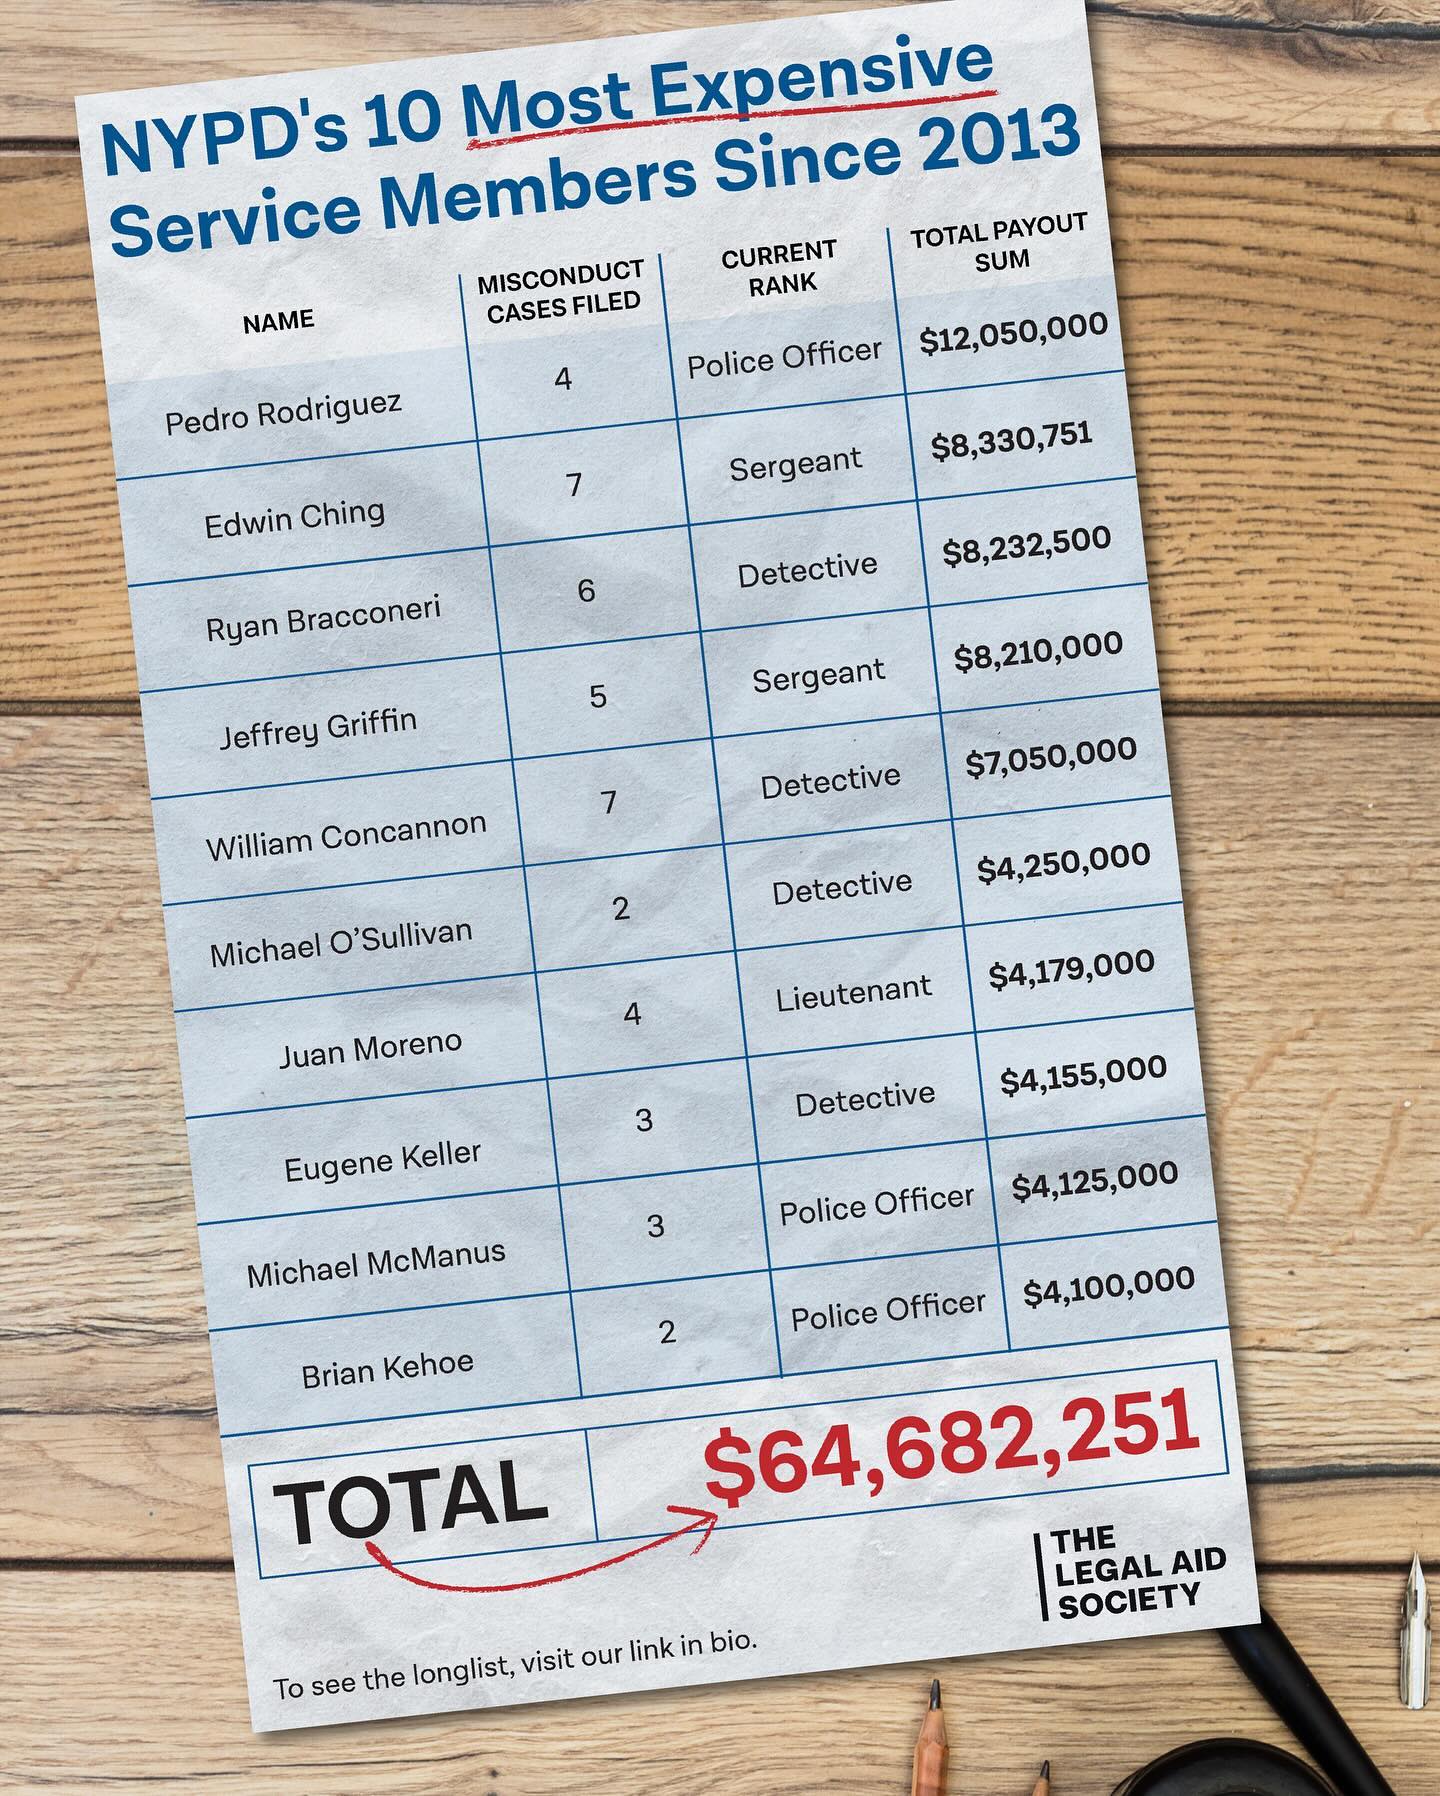 NYPD's 10 Most Expensive
Service Members Since 2013
NAME MISCONDUCT CASES FILED CURRENT RANK TOTAL PAYOUT SUM
Pedro Rodriguez 4 Police Officer $12,050,000
Edwin Ching 7 Sergeant $8,330,751
Ryan Bracconeri 6 Detective $8,232,500
Jeffrey Griffin 5 Sergeant $8,210,000
William Concannon 7 Detective $7,050,000
Michael O’Sullivan 2 Detective $4,250,000
Juan Moreno 4 Lieutenant $4,179,000
Eugene Keller 3 Detective $4,155,000
Michael McManus 3 Police Officer $4,125,000
Brian Kehoe 2 Police Officer $4,100,000
TOTAL $64,682,251
THE
LEGAL AID
SOCIETY
To see the longlist, visit our link in bio.